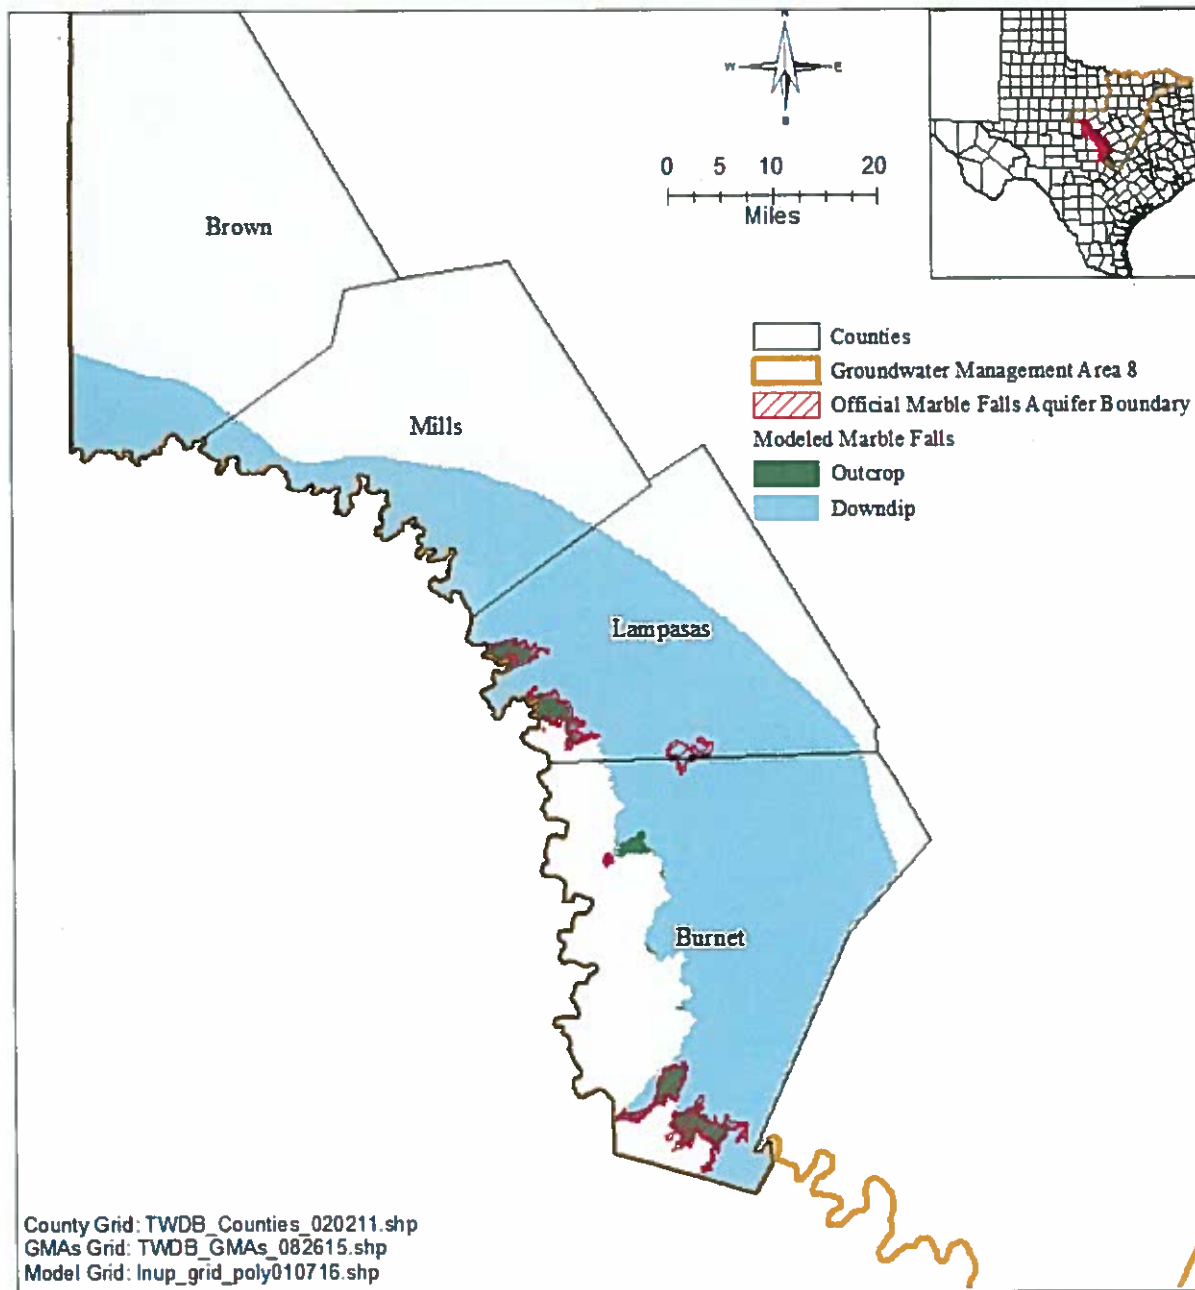 N
W E
S
0 5 10 20
Miles
Brown
Mills
Lampasas
Burnet
Counties
Groundwater Management Area 8
Official Marble Falls Aquifer Boundary
Modeled Marble Falls
Outcrop
Downdip
County Grid: TWDB_Counties_020211.shp
GMAs Grid: TWDB_GMAs_082615.shp
Model Grid: lnup_grid_poly010716.shp